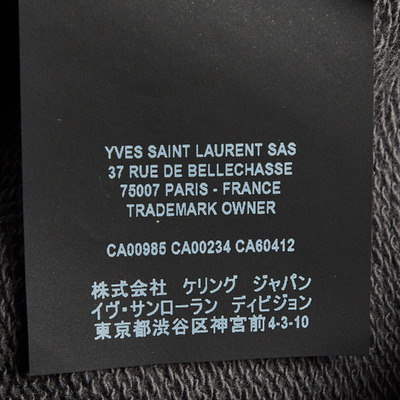 YVES SAINT LAURENT SAS
37 RUE DE BELLECHASSE
75007 PARIS - FRANCE
TRADEMARK OWNER
CA00985 CA00234 CA60412
株式会社 ケリング ジャパン
イヴ・サンローラン ディビジョン
東京都渋谷区神宮前4-3-10